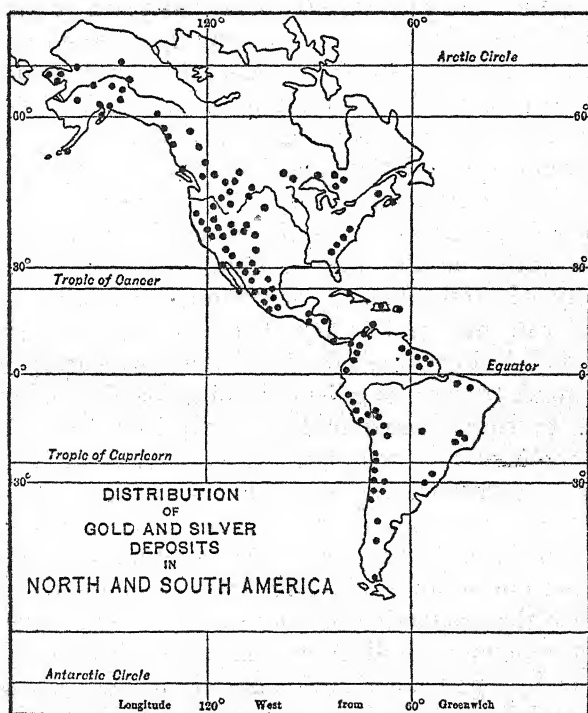 120° 60°
Arctic Circle
60° 60°
30° 30°
Tropic of Cancer
Equator
0° 0°
Tropic of Capricorn
30° 30°
DISTRIBUTION
OF
GOLD AND SILVER
DEPOSITS
IN
NORTH AND SOUTH AMERICA
Antarctic Circle
Longitude 120° West from 60° Greenwich